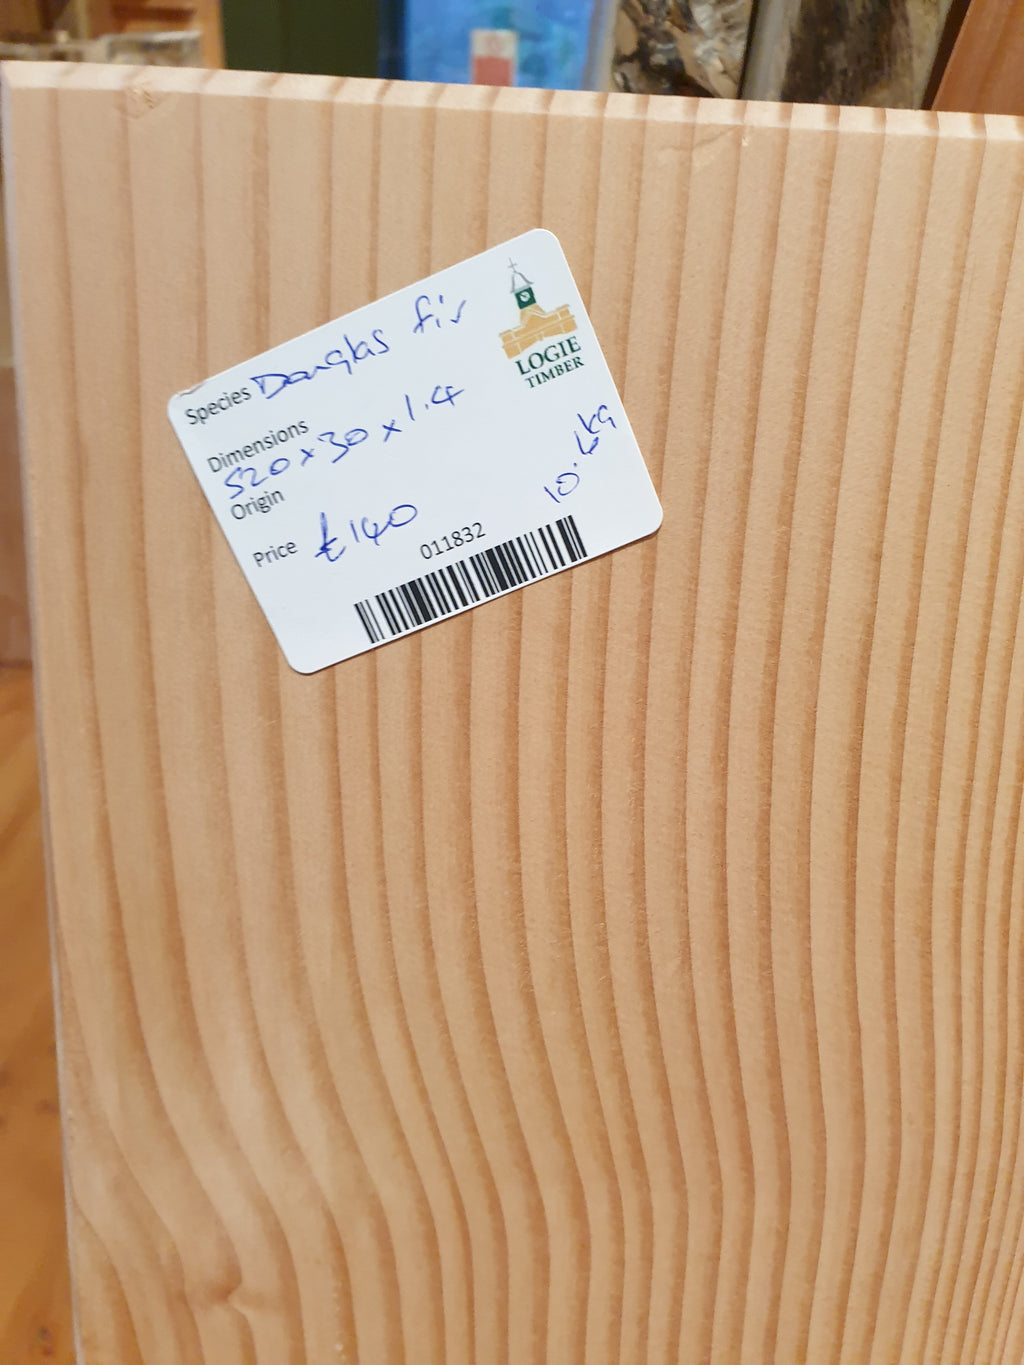 LOGIE
TIMBER
Species Douglas fir
Dimensions
520 x 30 x 1.4
Origin
10.6kg
Price £140
011832